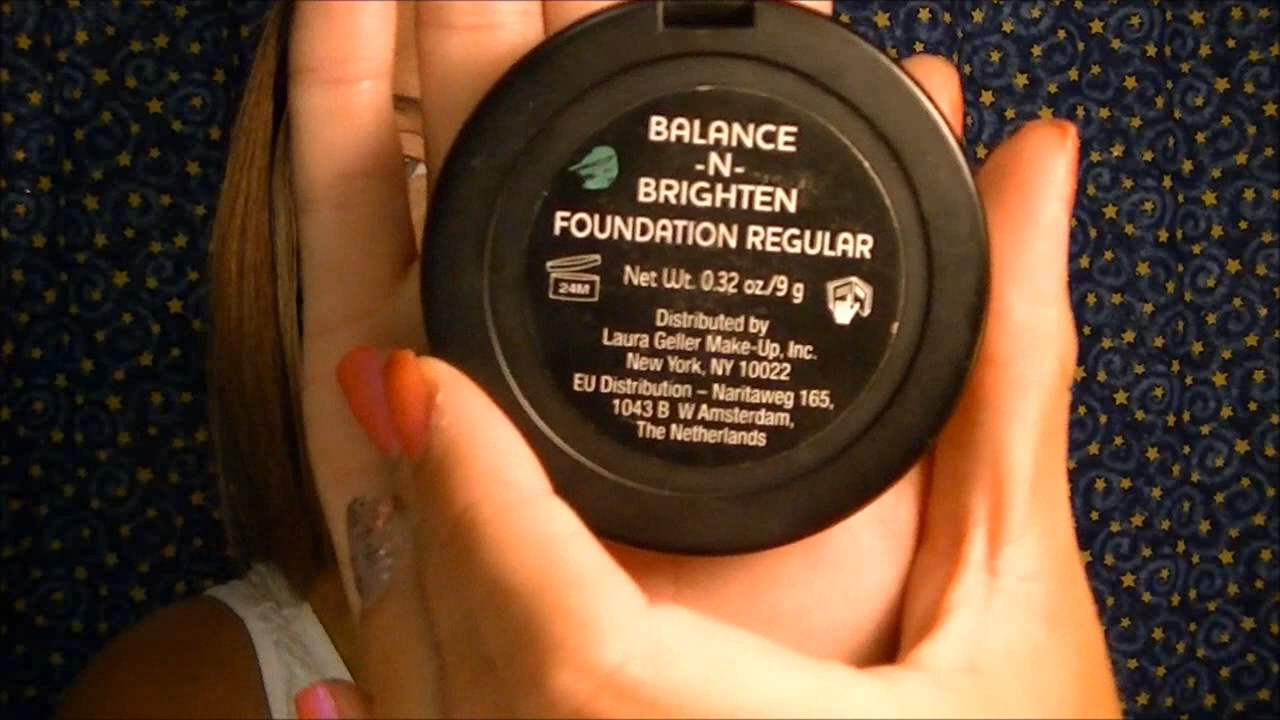 BALANCE
-N-
BRIGHTEN
FOUNDATION REGULAR
24M
Net Wt. 0.32 oz./9 g
Distributed by
Laura Geller Make-Up, Inc.
New York, NY 10022
EU Distribution – Naritaweg 165,
1043 B W Amsterdam,
The Netherlands